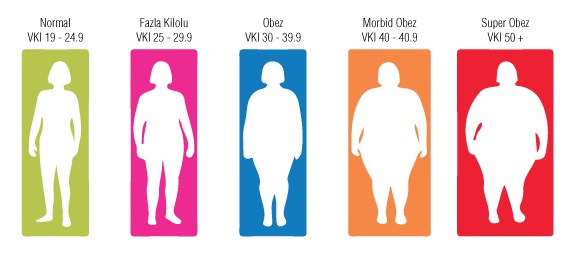 Normal
VKI 19 - 24.9
Fazla Kilolu
VKI 25 - 29.9
Obez
VKI 30 - 39.9
Morbid Obez
VKI 40 - 40.9
Super Obez
VKI 50 +